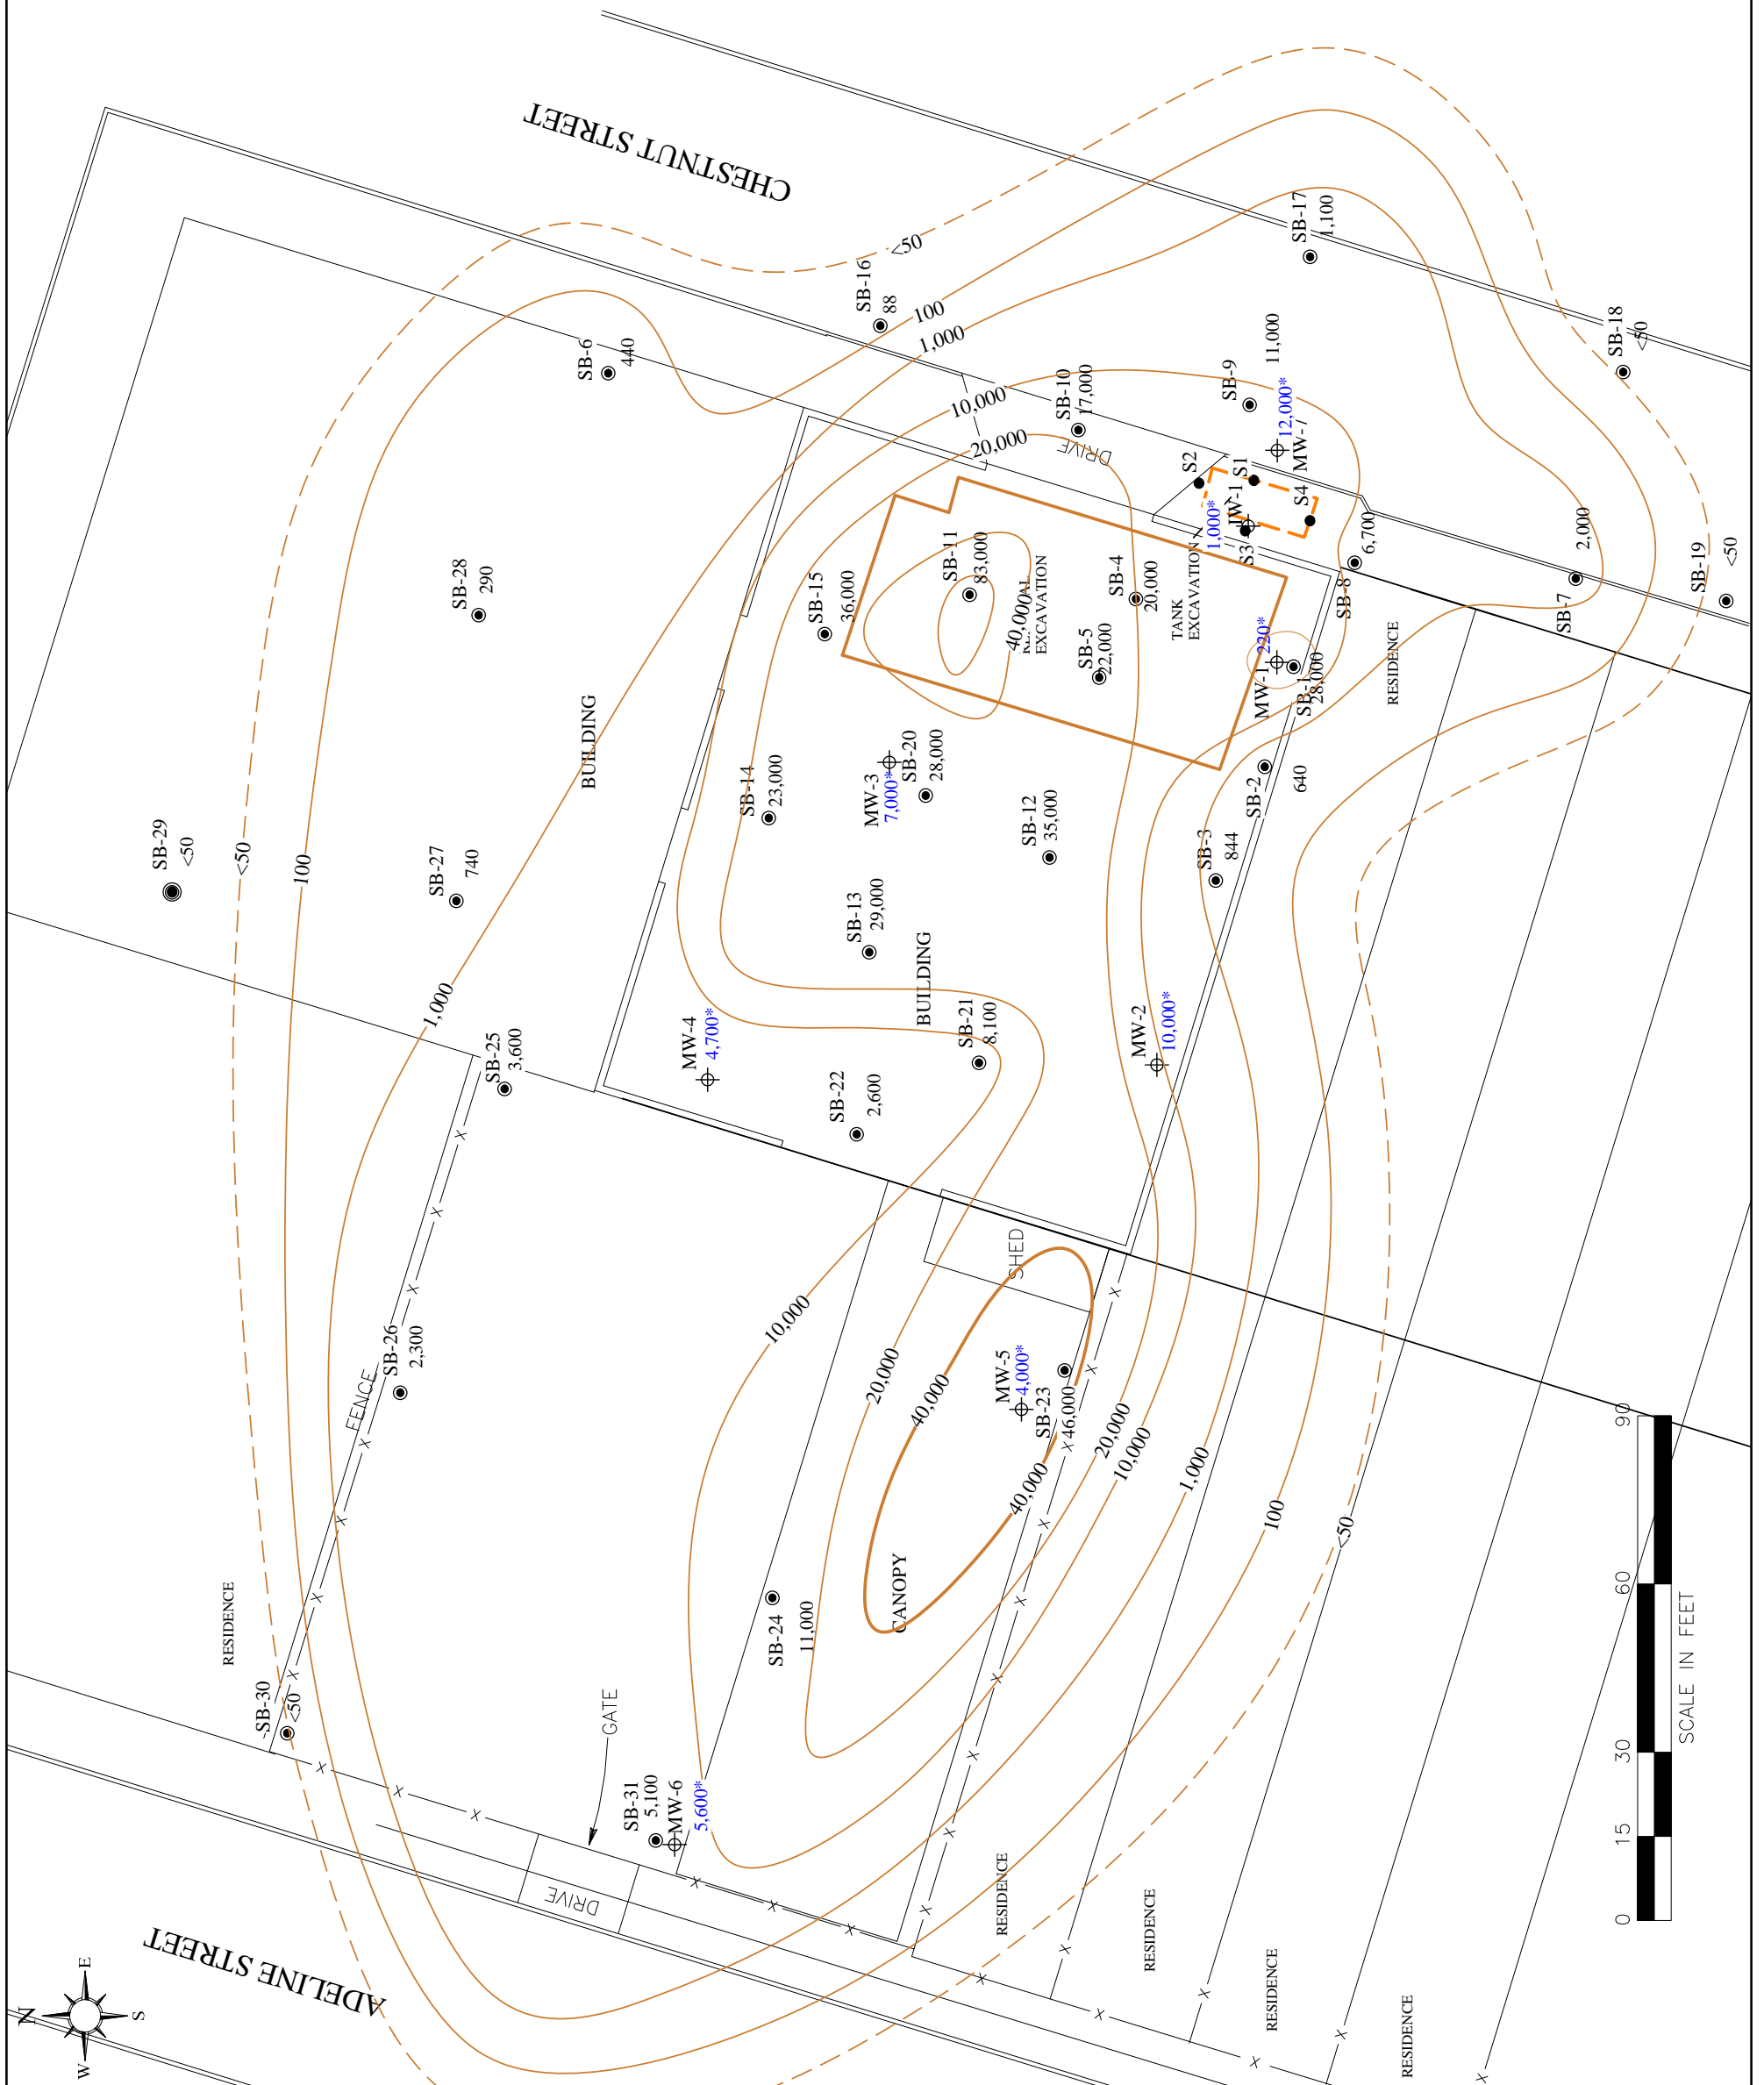 CHESTNUT STREET
SB-17
1,100
SB-16
88
<50
100
1,000
SB-6
440
10,000
20,000
SB-10
17,000
DRIVE
SB-9
11,000
12,000*
MW-7
SB-18
<50
S2
S1
S4
S3
1,000*
SB-8
6,700
SB-7
2,000
SB-19
<50
SB-28
290
SB-15
36,000
SB-11
83,000
40,000
EXCAVATION
SB-4
20,000
TANK
EXCAVATION
SB-5
22,000
MW-1
220*
SB-1
28,000
RESIDENCE
BUILDING
SB-14
23,000
MW-3
7,000*
SB-20
28,000
SB-12
35,000
SB-2
640
SB-3
844
SB-29
<50
<50
100
SB-27
740
SB-13
29,000
BUILDING
1,000
SB-25
3,600
MW-4
4,700*
SB-21
8,100
SB-22
2,600
MW-2
10,000*
SHED
10,000
20,000
40,000
SB-26
2,300
FENCE
MW-5
4,000*
SB-23
46,000
40,000
20,000
10,000
1,000
100
<50
CANOPY
SB-24
11,000
RESIDENCE
SB-30
<50
GATE
SB-31
5,100
MW-6
5,600*
DRIVE
RESIDENCE
RESIDENCE
RESIDENCE
RESIDENCE
ADELINE STREET
N
E
S
W
0 15 30 60 90
SCALE IN FEET